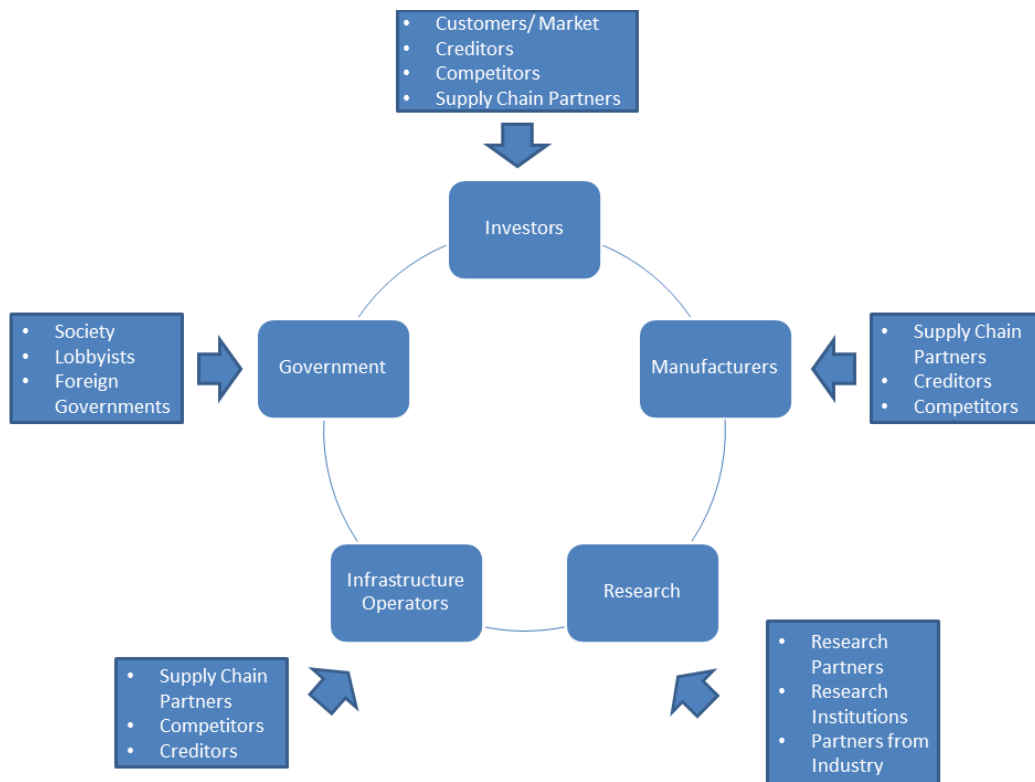 • Customers/ Market
• Creditors
• Competitors
• Supply Chain Partners
Investors
• Society
• Lobbyists
• Foreign
Governments
Government
Manufacturers
• Supply Chain
Partners
• Creditors
• Competitors
Infrastructure
Operators
Research
• Supply Chain
Partners
• Competitors
• Creditors
• Research
Partners
• Research
Institutions
• Partners from
Industry